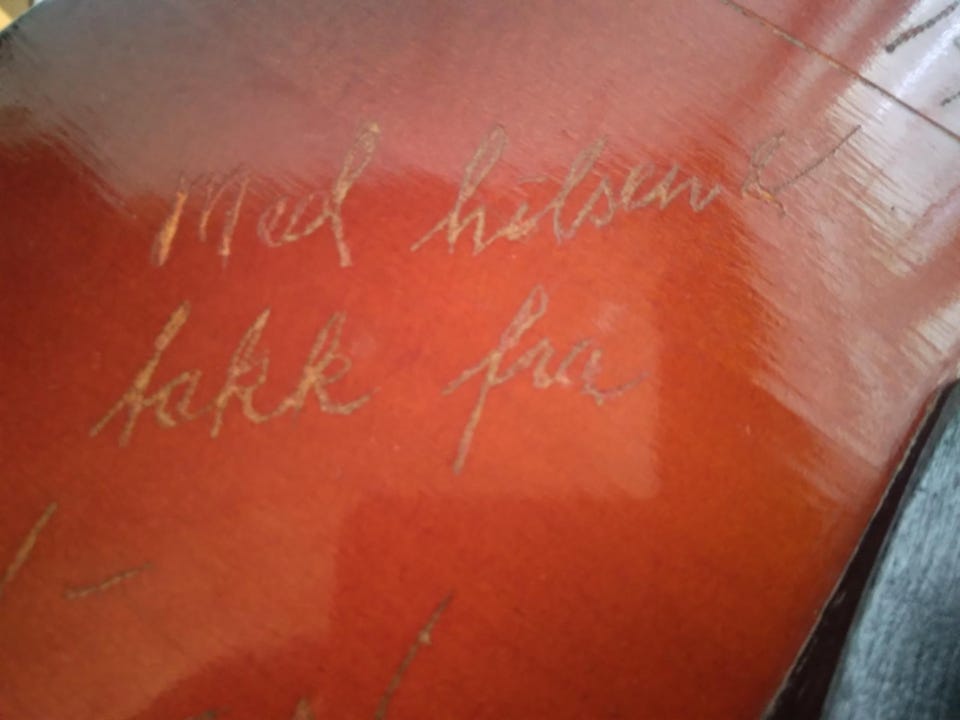 Med hilsen &
takk fra